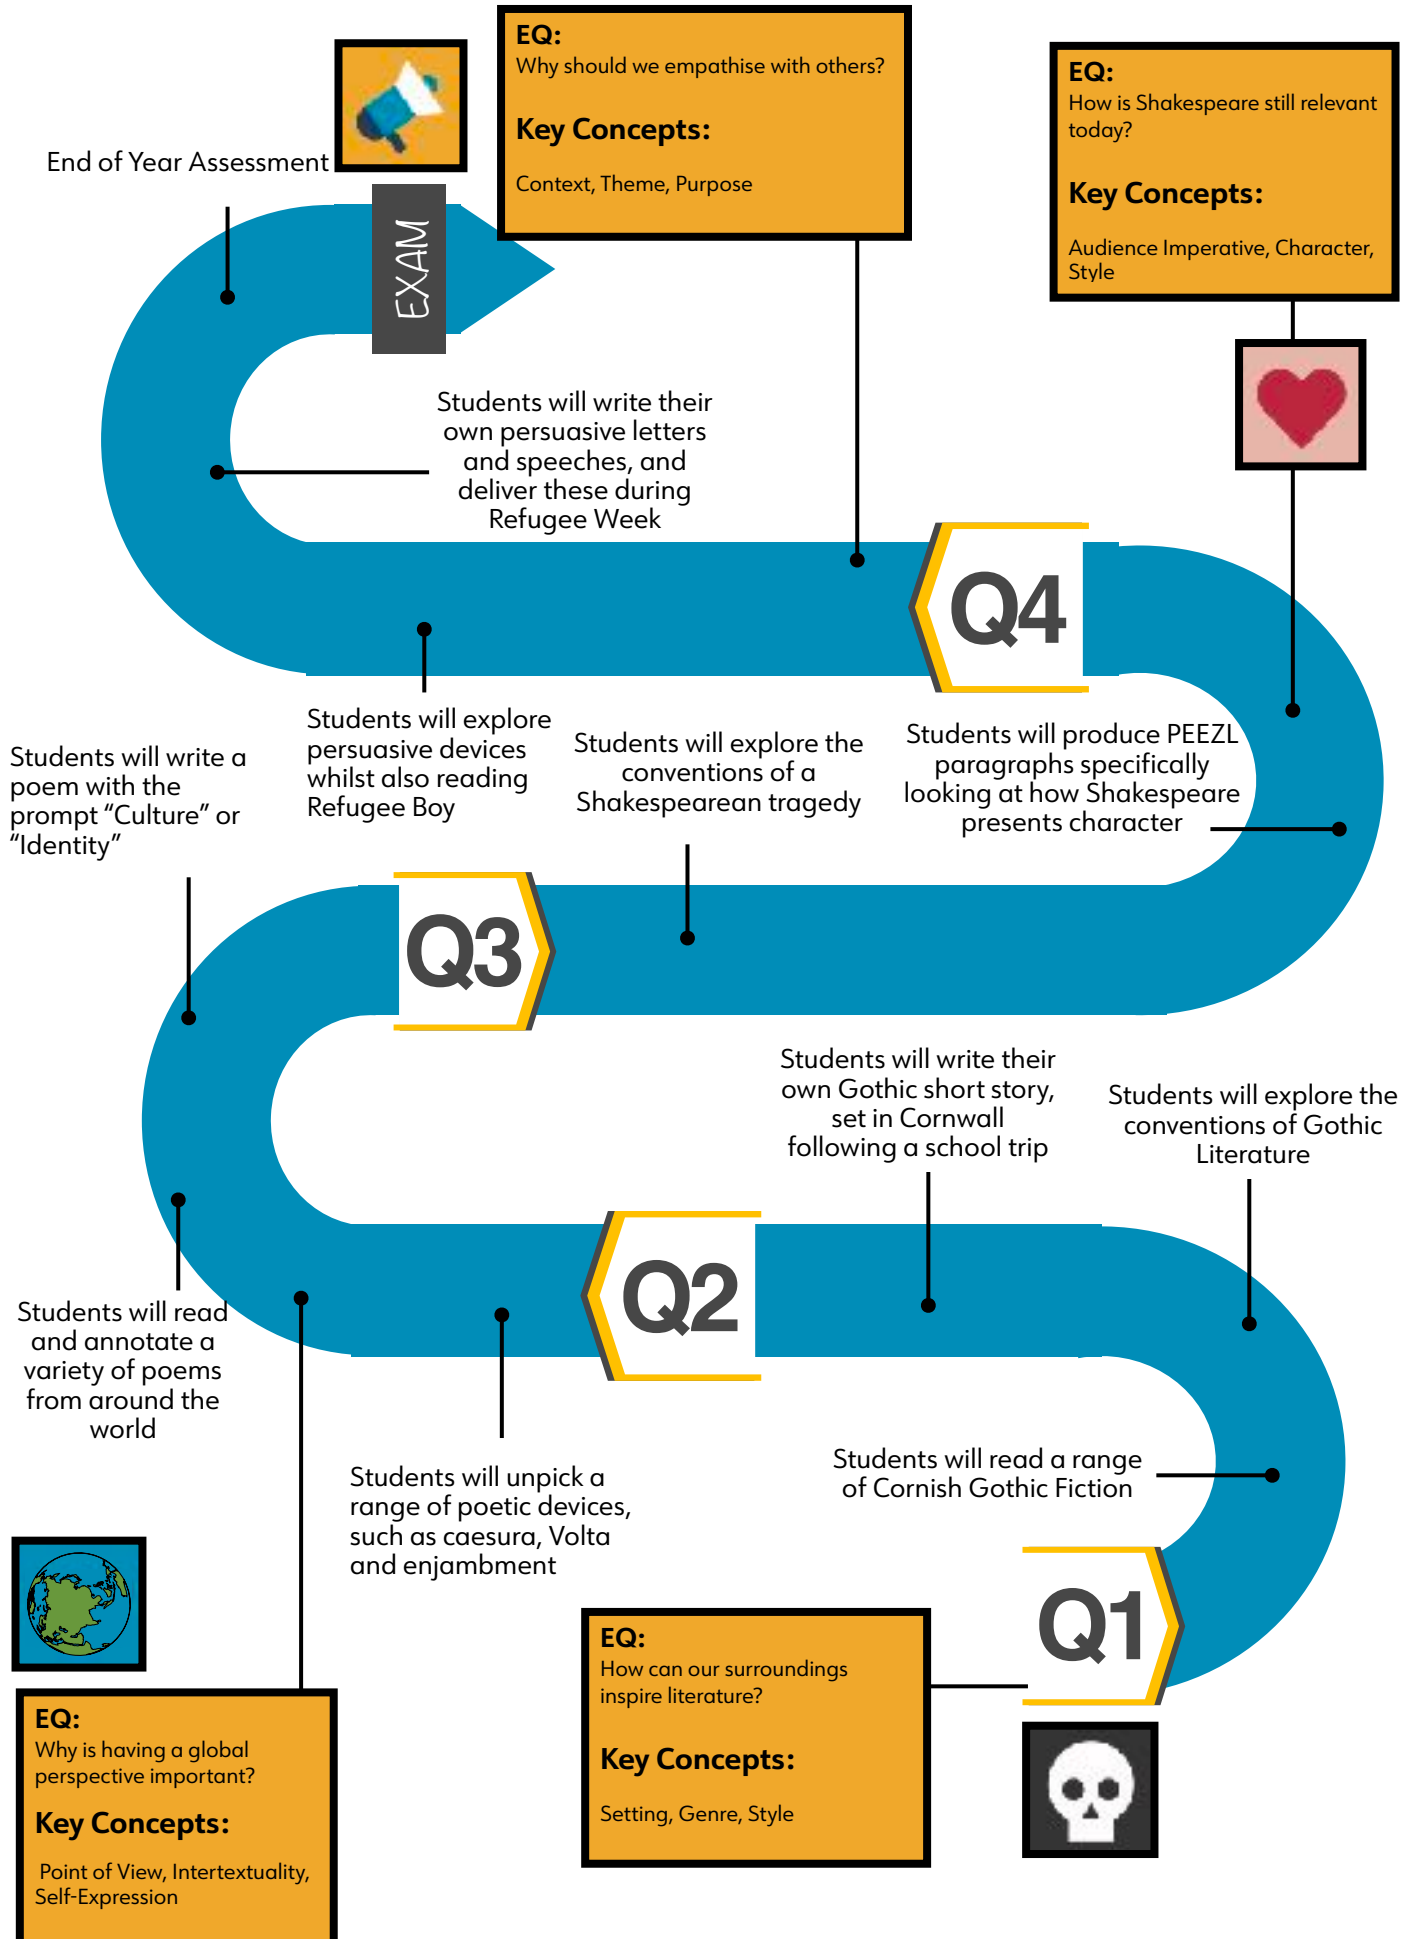 EQ:
Why should we empathise with others?
Key Concepts:
Context, Theme, Purpose
EQ:
How is Shakespeare still relevant
today?
Key Concepts:
Audience Imperative, Character,
Style
End of Year Assessment
EXAM
Students will write their
own persuasive letters
and speeches, and
deliver these during
Refugee Week
Q4
Students will explore
persuasive devices
whilst also reading
Refugee Boy
Students will explore the
conventions of a
Shakespearean tragedy
Students will produce PEEZL
paragraphs specifically
looking at how Shakespeare
presents character
Students will write a
poem with the
prompt “Culture” or
“Identity”
Q3
Students will write their
own Gothic short story,
set in Cornwall
following a school trip
Students will explore the
conventions of Gothic
Literature
Q2
Students will read
and annotate a
variety of poems
from around the
world
Students will unpick a
range of poetic devices,
such as caesura, Volta
and enjambment
Students will read a range
of Cornish Gothic Fiction
Q1
EQ:
How can our surroundings
inspire literature?
Key Concepts:
Setting, Genre, Style
EQ:
Why is having a global
perspective important?
Key Concepts:
Point of View, Intertextuality,
Self-Expression